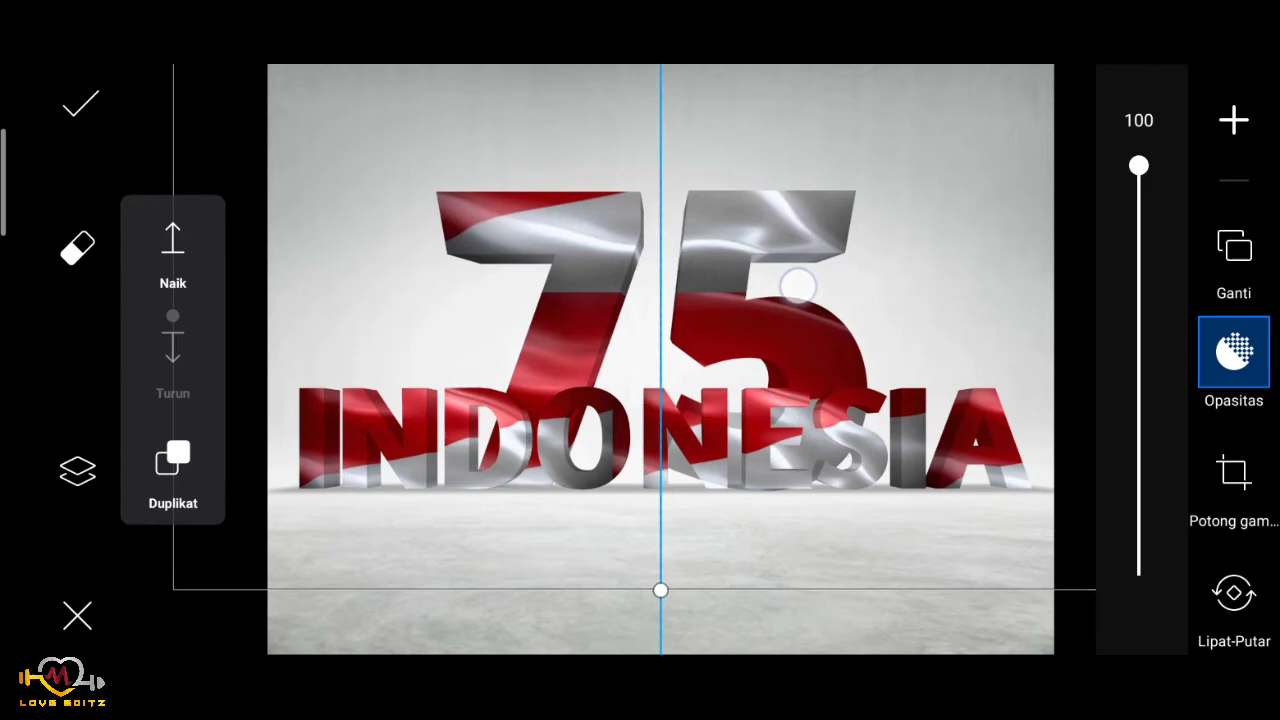 75
INDONESIA
Naik
Turun
Duplikat
100
Ganti
Opasitas
Potong gam...
Lipat-Putar
M
LOVE EDITZ